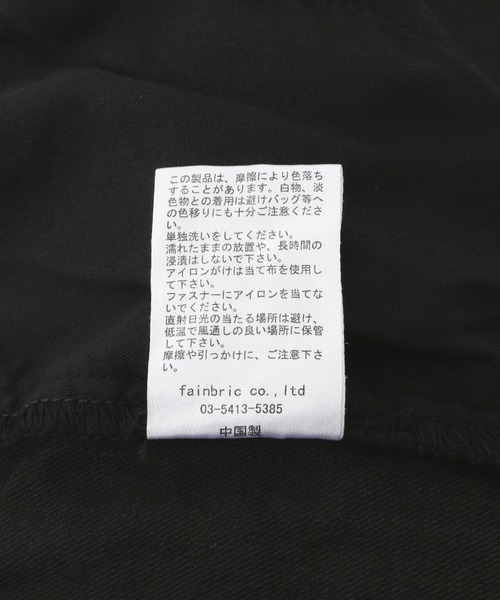 この製品は、摩擦により色落ち
することがあります。白物、淡
色物との着用は避けバッグ等へ
の色移りにも十分ご注意くださ
い。
単独洗いをしてください。
濡れたままの放置や、長時間の
浸漬はしないで下さい。
アイロンがけは当て布を使用し
て下さい。
ファスナーにアイロンを当てな
いでください。
直射日光の当たる場所は避け、
低温で風通しの良い場所に保管
して下さい。
摩擦や引っかけに、ご注意下さ
い。
fainbric co.,ltd
03-5413-5385
中国製